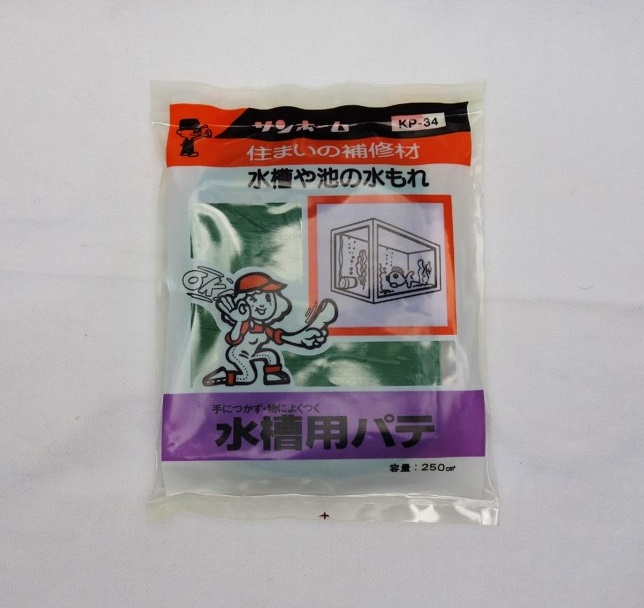 サンホーム
KP-34
住まいの補修材
水槽や池の水もれ
OK
手につかず・物によくつく
水槽用パテ
容量：250㎤